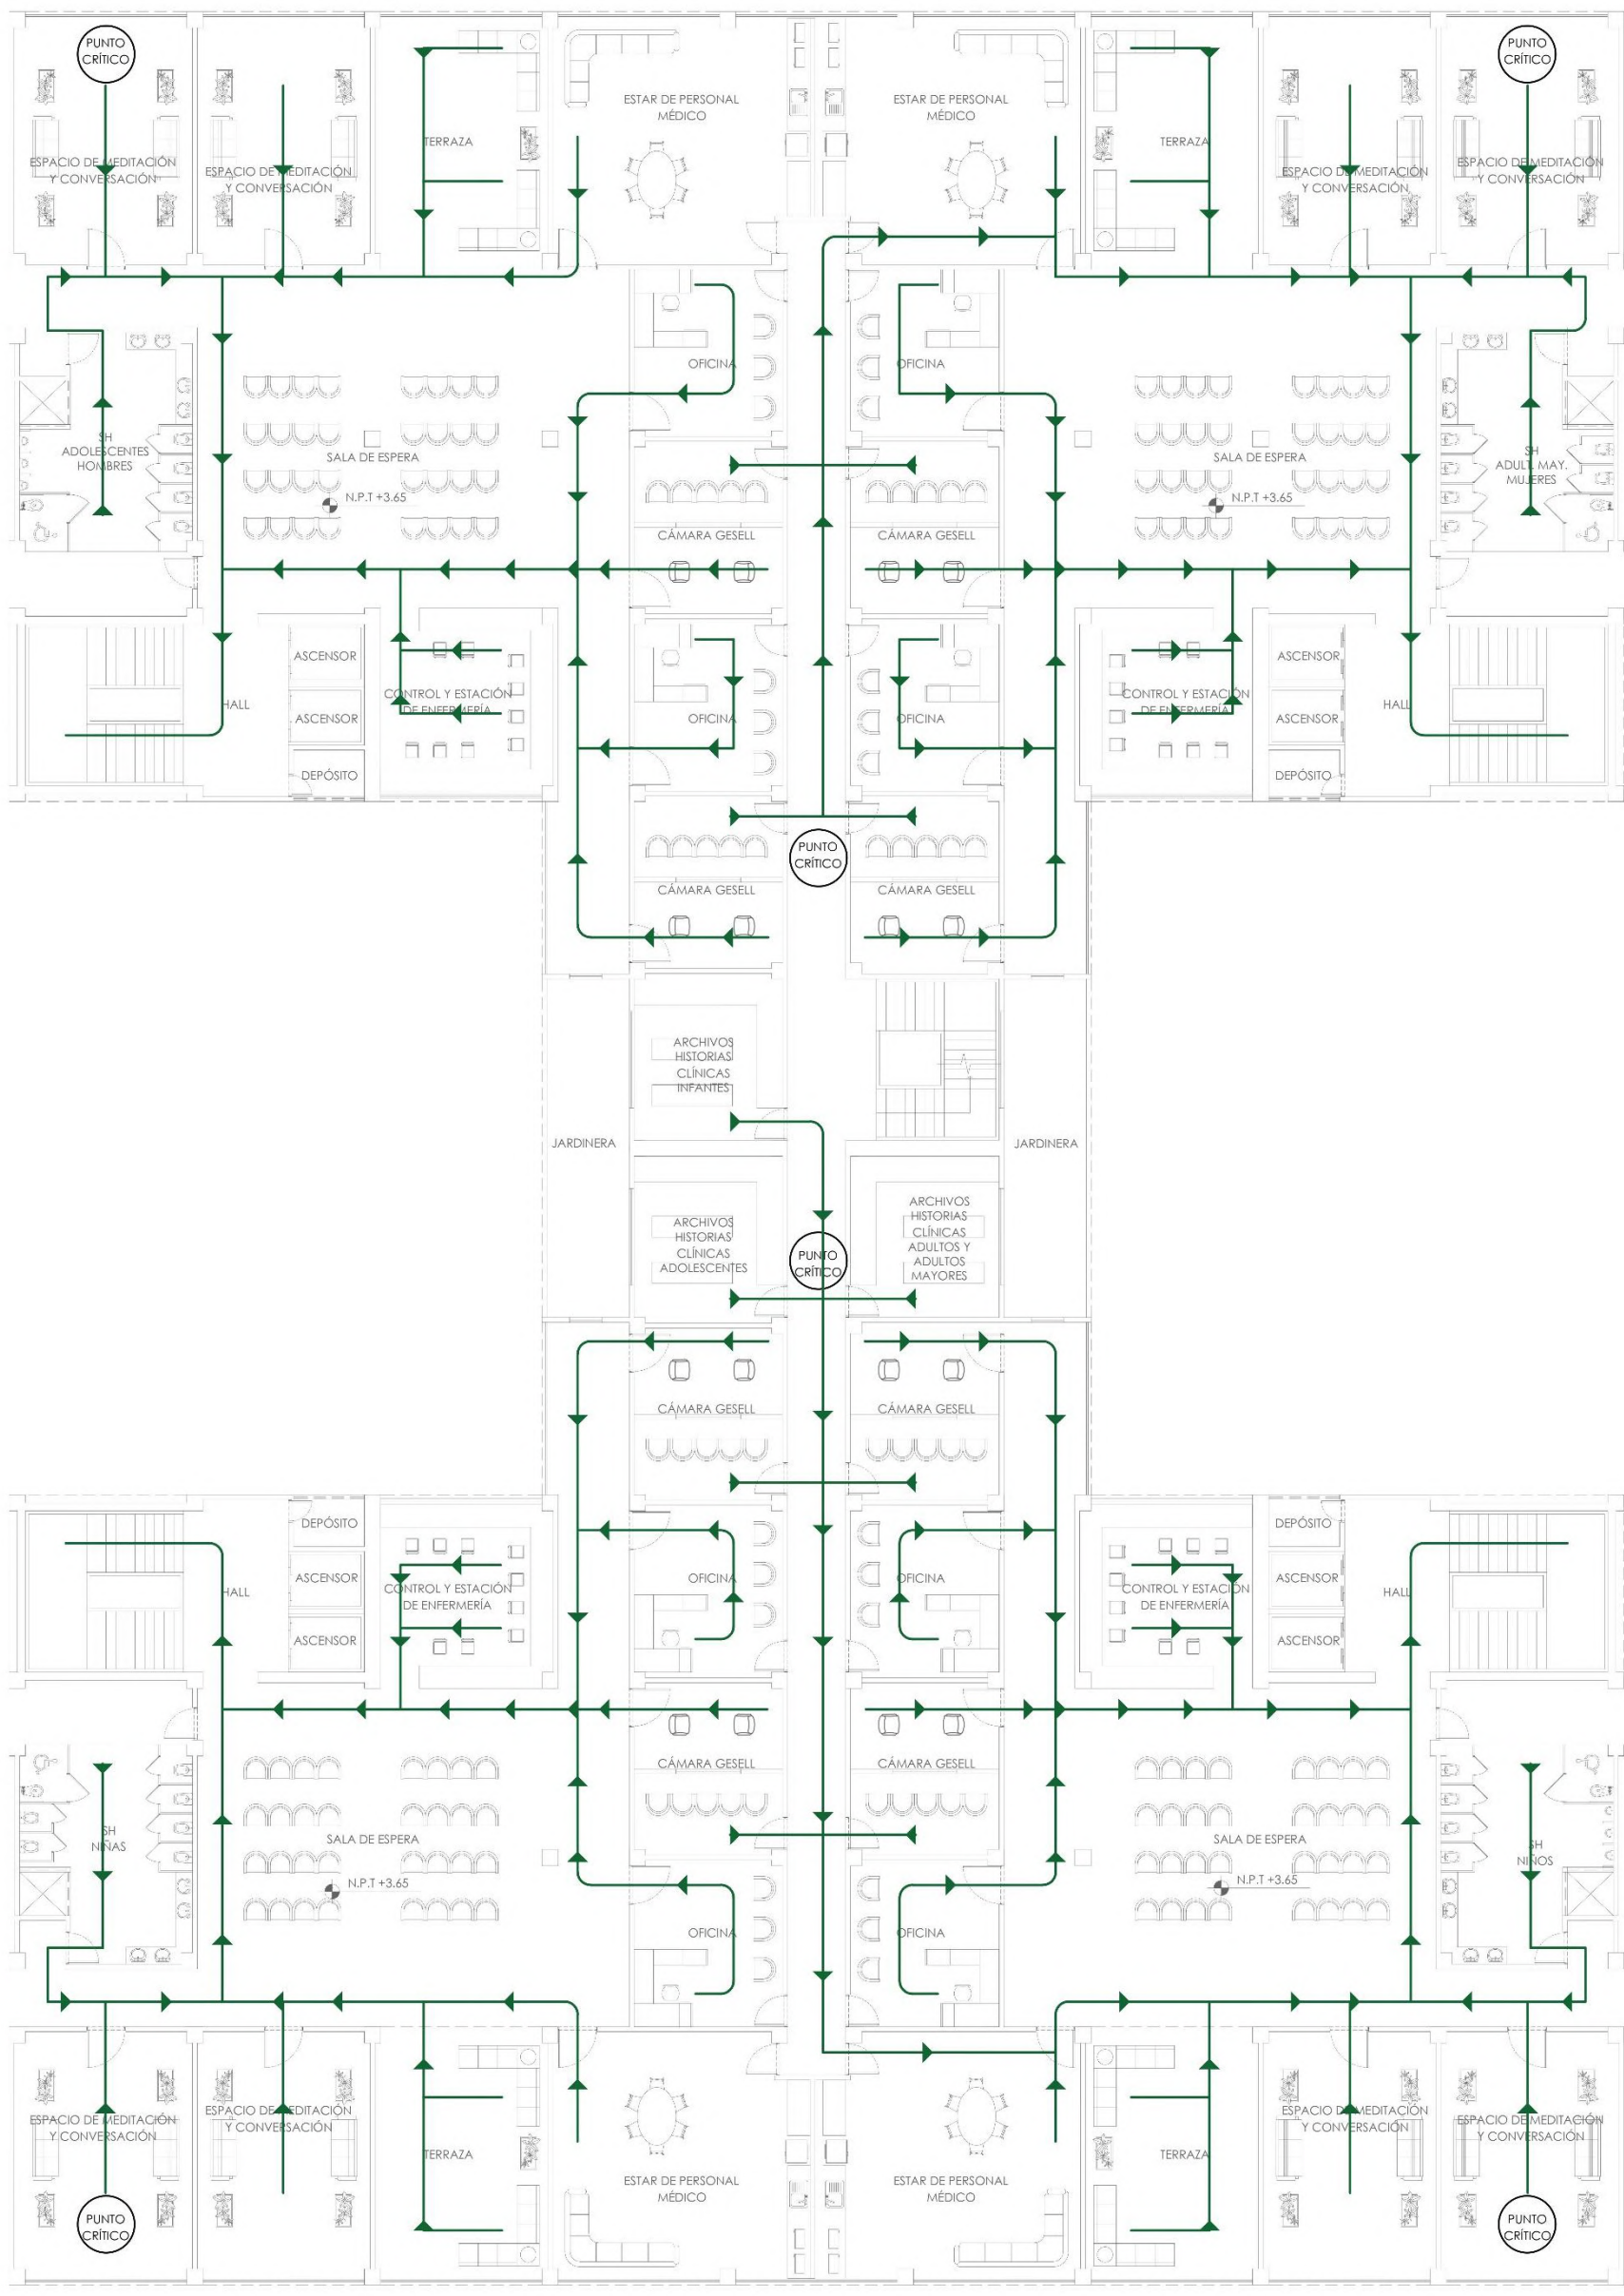 PUNTO
CRÍTICO
PUNTO
CRÍTICO
ESTAR DE PERSONAL
MÉDICO
ESTAR DE PERSONAL
MÉDICO
ESPACIO DE MEDITACIÓN
Y CONVERSACIÓN
ESPACIO DE MEDITACIÓN
Y CONVERSACIÓN
TERRAZA
TERRAZA
ESPACIO DE MEDITACIÓN
Y CONVERSACIÓN
ESPACIO DE MEDITACIÓN
Y CONVERSACIÓN
OFICINA
OFICINA
SH
ADOLESCENTES
HOMBRES
SALA DE ESPERA
N.P.T +3.65
SALA DE ESPERA
N.P.T +3.65
SH
ADULT. MAY.
MUJERES
CÁMARA GESELL
CÁMARA GESELL
HALL
ASCENSOR
ASCENSOR
DEPÓSITO
CONTROL Y ESTACIÓN
DE ENFERMERÍA
OFICINA
OFICINA
CONTROL Y ESTACIÓN
DE ENFERMERÍA
ASCENSOR
ASCENSOR
DEPÓSITO
HALL
PUNTO
CRÍTICO
CÁMARA GESELL
CÁMARA GESELL
ARCHIVOS
HISTORIAS
CLÍNICAS
INFANTES
JARDINERA
JARDINERA
ARCHIVOS
HISTORIAS
CLÍNICAS
ADOLESCENTES
PUNTO
CRÍTICO
ARCHIVOS
HISTORIAS
CLÍNICAS
ADULTOS Y
ADULTOS
MAYORES
CÁMARA GESELL
CÁMARA GESELL
HALL
DEPÓSITO
ASCENSOR
ASCENSOR
CONTROL Y ESTACIÓN
DE ENFERMERÍA
OFICINA
OFICINA
CONTROL Y ESTACIÓN
DE ENFERMERÍA
DEPÓSITO
ASCENSOR
ASCENSOR
HALL
CÁMARA GESELL
CÁMARA GESELL
SH
NIÑAS
SALA DE ESPERA
N.P.T +3.65
SALA DE ESPERA
N.P.T +3.65
SH
NIÑOS
OFICINA
OFICINA
ESPACIO DE MEDITACIÓN
Y CONVERSACIÓN
ESPACIO DE MEDITACIÓN
Y CONVERSACIÓN
TERRAZA
TERRAZA
ESPACIO DE MEDITACIÓN
Y CONVERSACIÓN
ESPACIO DE MEDITACIÓN
Y CONVERSACIÓN
ESTAR DE PERSONAL
MÉDICO
ESTAR DE PERSONAL
MÉDICO
PUNTO
CRÍTICO
PUNTO
CRÍTICO